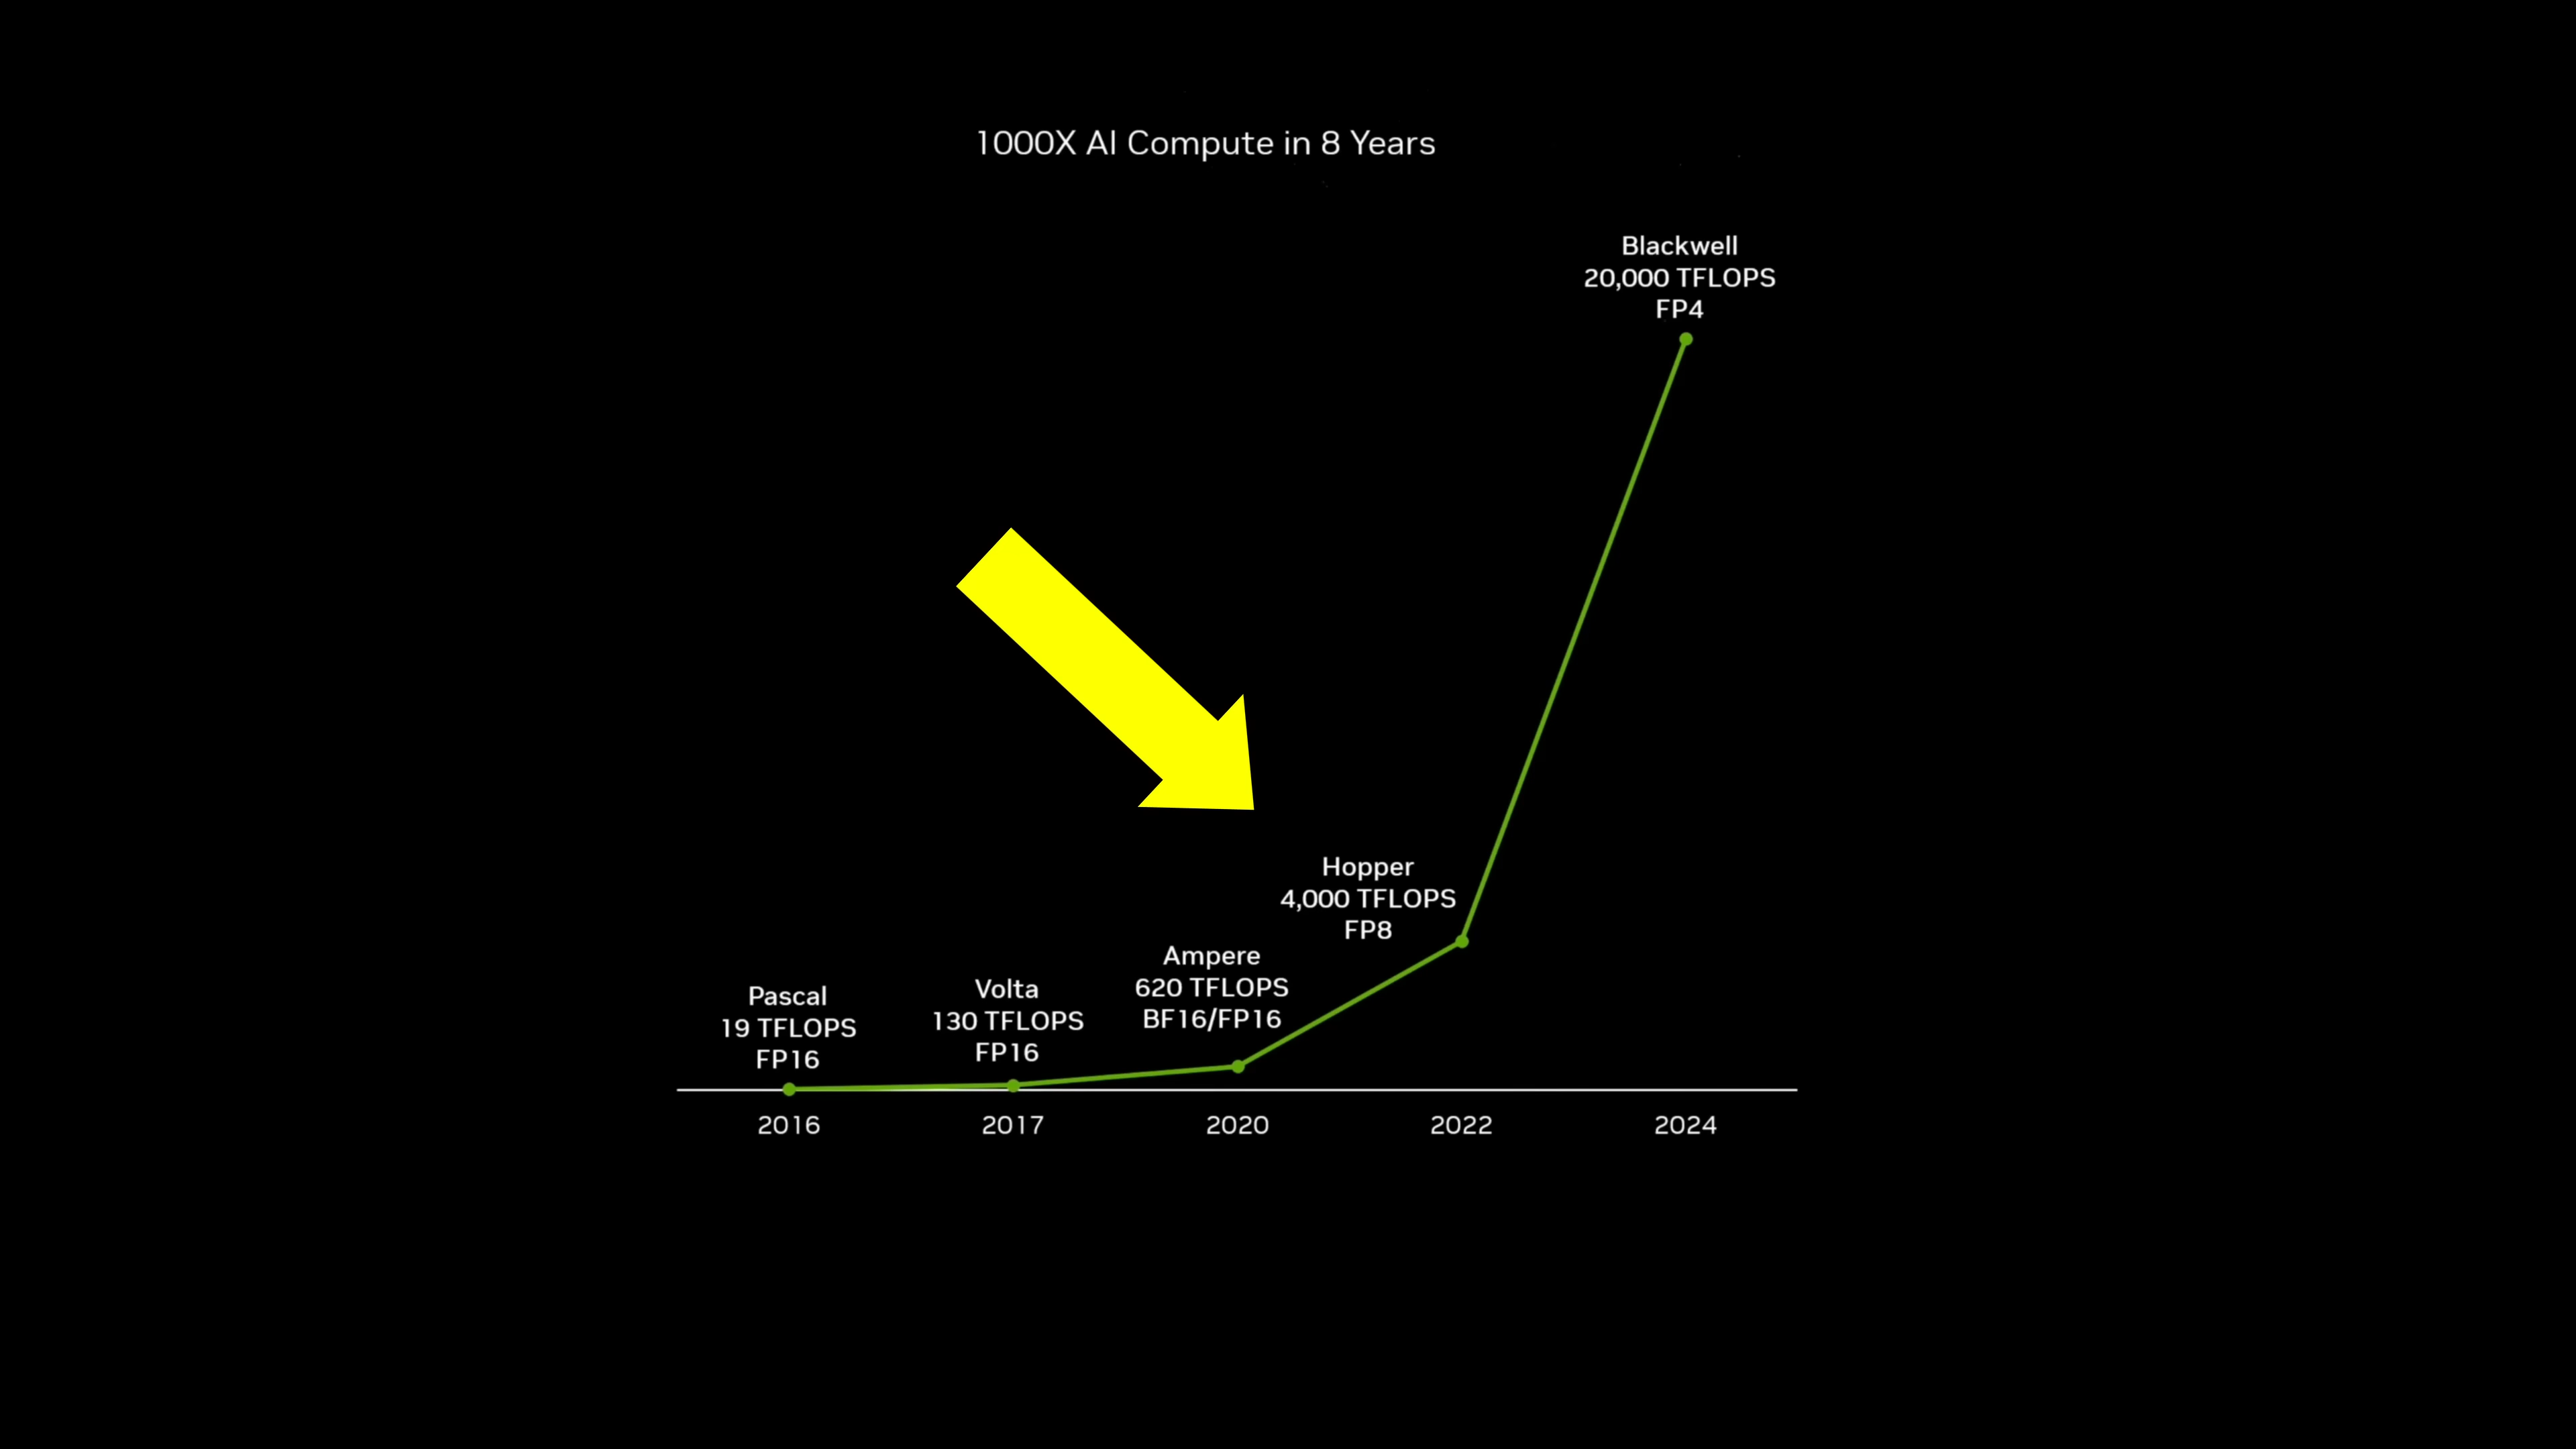 1000X AI Compute in 8 Years
Blackwell
20,000 TFLOPS
FP4
Hopper
4,000 TFLOPS
FP8
Ampere
620 TFLOPS
BF16/FP16
Volta
130 TFLOPS
FP16
Pascal
19 TFLOPS
FP16
2016
2017
2020
2022
2024